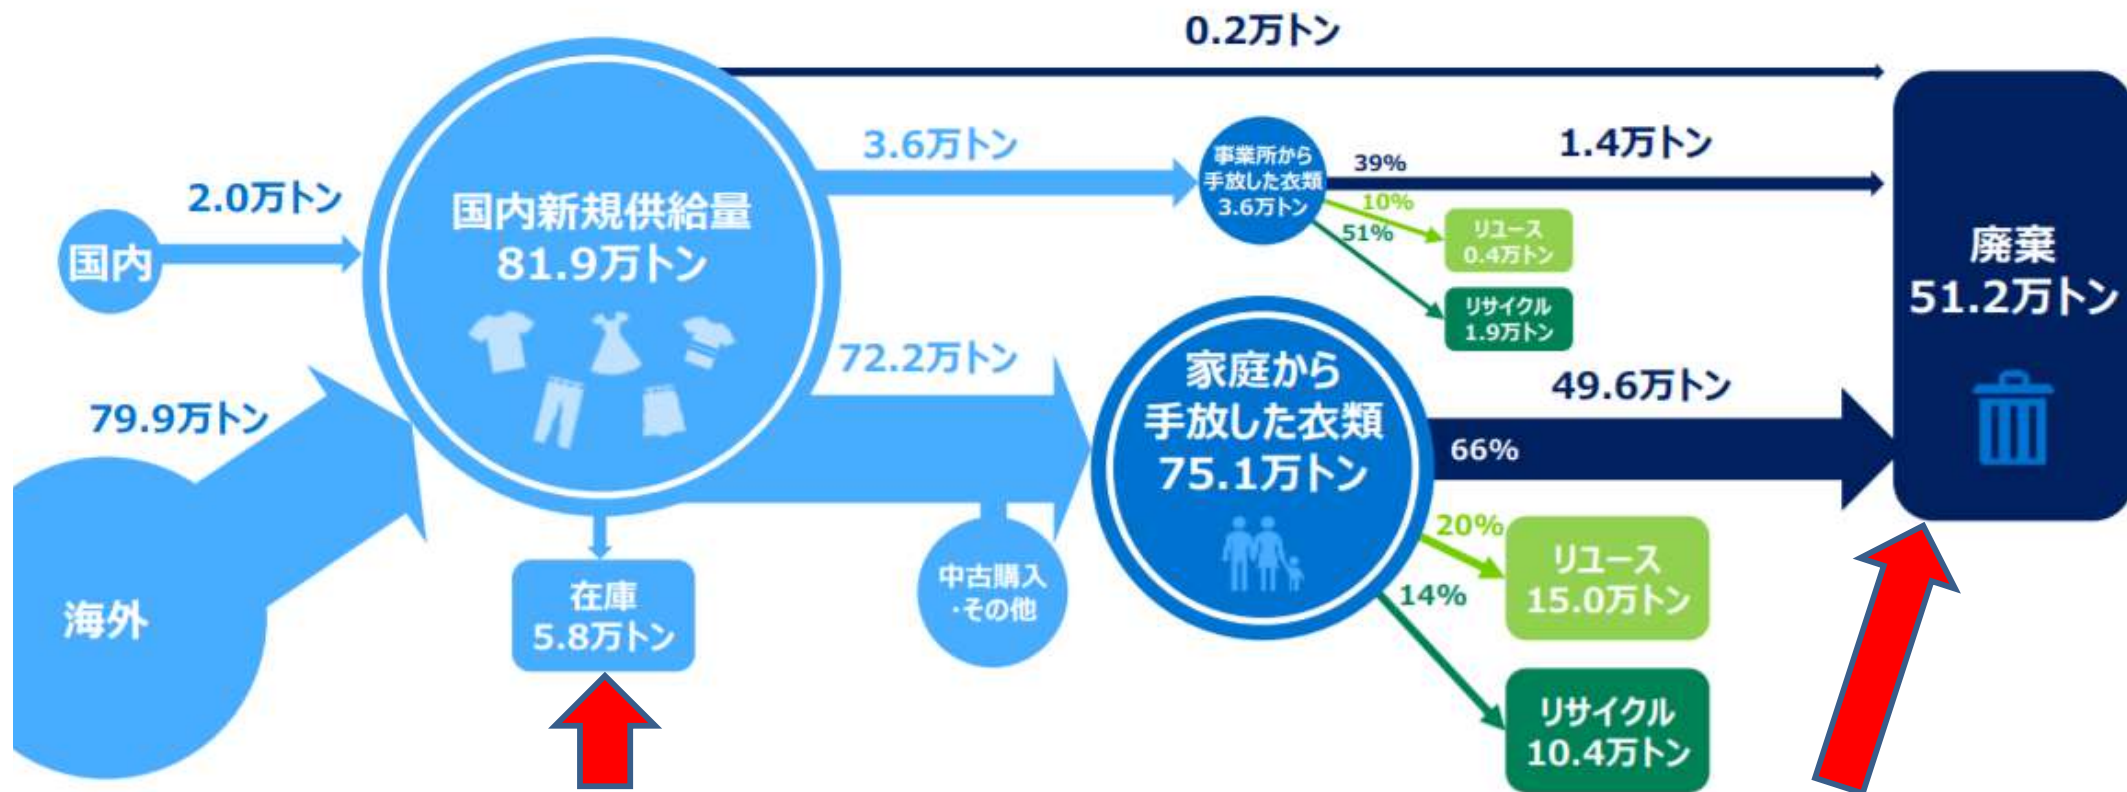 0.2万トン
3.6万トン
事業所から
手放した衣類
3.6万トン
39%
1.4万トン
10%
リユース
0.4万トン
51%
リサイクル
1.9万トン
国内
2.0万トン
国内新規供給量
81.9万トン
廃棄
51.2万トン
72.2万トン
家庭から
手放した衣類
75.1万トン
49.6万トン
66%
79.9万トン
海外
在庫
5.8万トン
中古購入
・その他
20%
リユース
15.0万トン
14%
リサイクル
10.4万トン